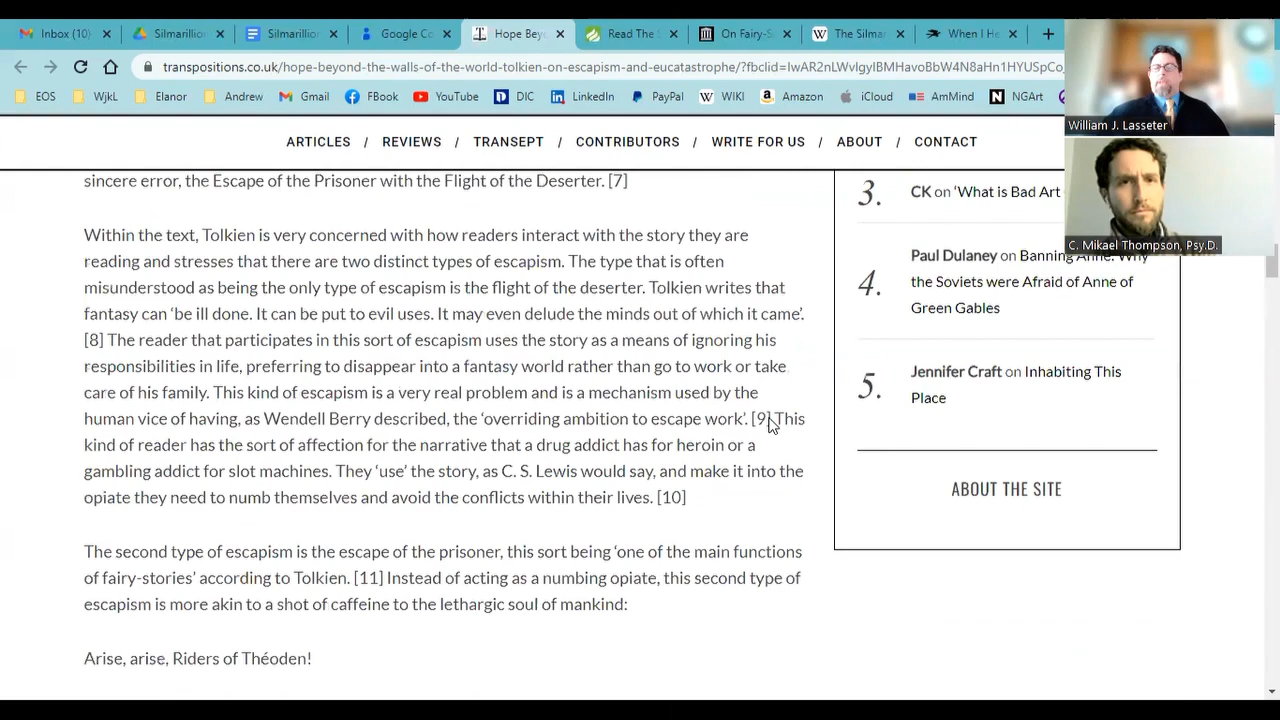 Inbox (10)
Silmarillion
Silmarillion
Google Co
Hope Bey
Read The S
On Fairy-S
The Silmar
When I He
transpositions.co.uk/hope-beyond-the-walls-of-the-world-tolkien-on-escapism-and-eucatastrophe/?fbclid=IwAR2nLWvIgyIBMHavoBbW4N8aHn1HYUSpCo
EOS
WjkL
Elanor
Andrew
Gmail
FBook
YouTube
DIC
LinkedIn
PayPal
WIKI
Amazon
iCloud
AmMind
NGArt
William J. Lasseter
C. Mikael Thompson, Psy.D.
ARTICLES / REVIEWS / TRANSEPT / CONTRIBUTORS / WRITE FOR US / ABOUT / CONTACT
sincere error, the Escape of the Prisoner with the Flight of the Deserter. [7]
Within the text, Tolkien is very concerned with how readers interact with the story they are
reading and stresses that there are two distinct types of escapism. The type that is often
misunderstood as being the only type of escapism is the flight of the deserter. Tolkien writes that
fantasy can ‘be ill done. It can be put to evil uses. It may even delude the minds out of which it came’.
[8] The reader that participates in this sort of escapism uses the story as a means of ignoring his
responsibilities in life, preferring to disappear into a fantasy world rather than go to work or take
care of his family. This kind of escapism is a very real problem and is a mechanism used by the
human vice of having, as Wendell Berry described, the ‘overriding ambition to escape work’. [9] This
kind of reader has the sort of affection for the narrative that a drug addict has for heroin or a
gambling addict for slot machines. They ‘use’ the story, as C. S. Lewis would say, and make it into the
opiate they need to numb themselves and avoid the conflicts within their lives. [10]
The second type of escapism is the escape of the prisoner, this sort being ‘one of the main functions
of fairy-stories’ according to Tolkien. [11] Instead of acting as a numbing opiate, this second type of
escapism is more akin to a shot of caffeine to the lethargic soul of mankind:
Arise, arise, Riders of Théoden!
3. CK on ‘What is Bad Art
4. Paul Dulaney on Banning Anne: Why
the Soviets were Afraid of Anne of
Green Gables
5. Jennifer Craft on Inhabiting This
Place
ABOUT THE SITE